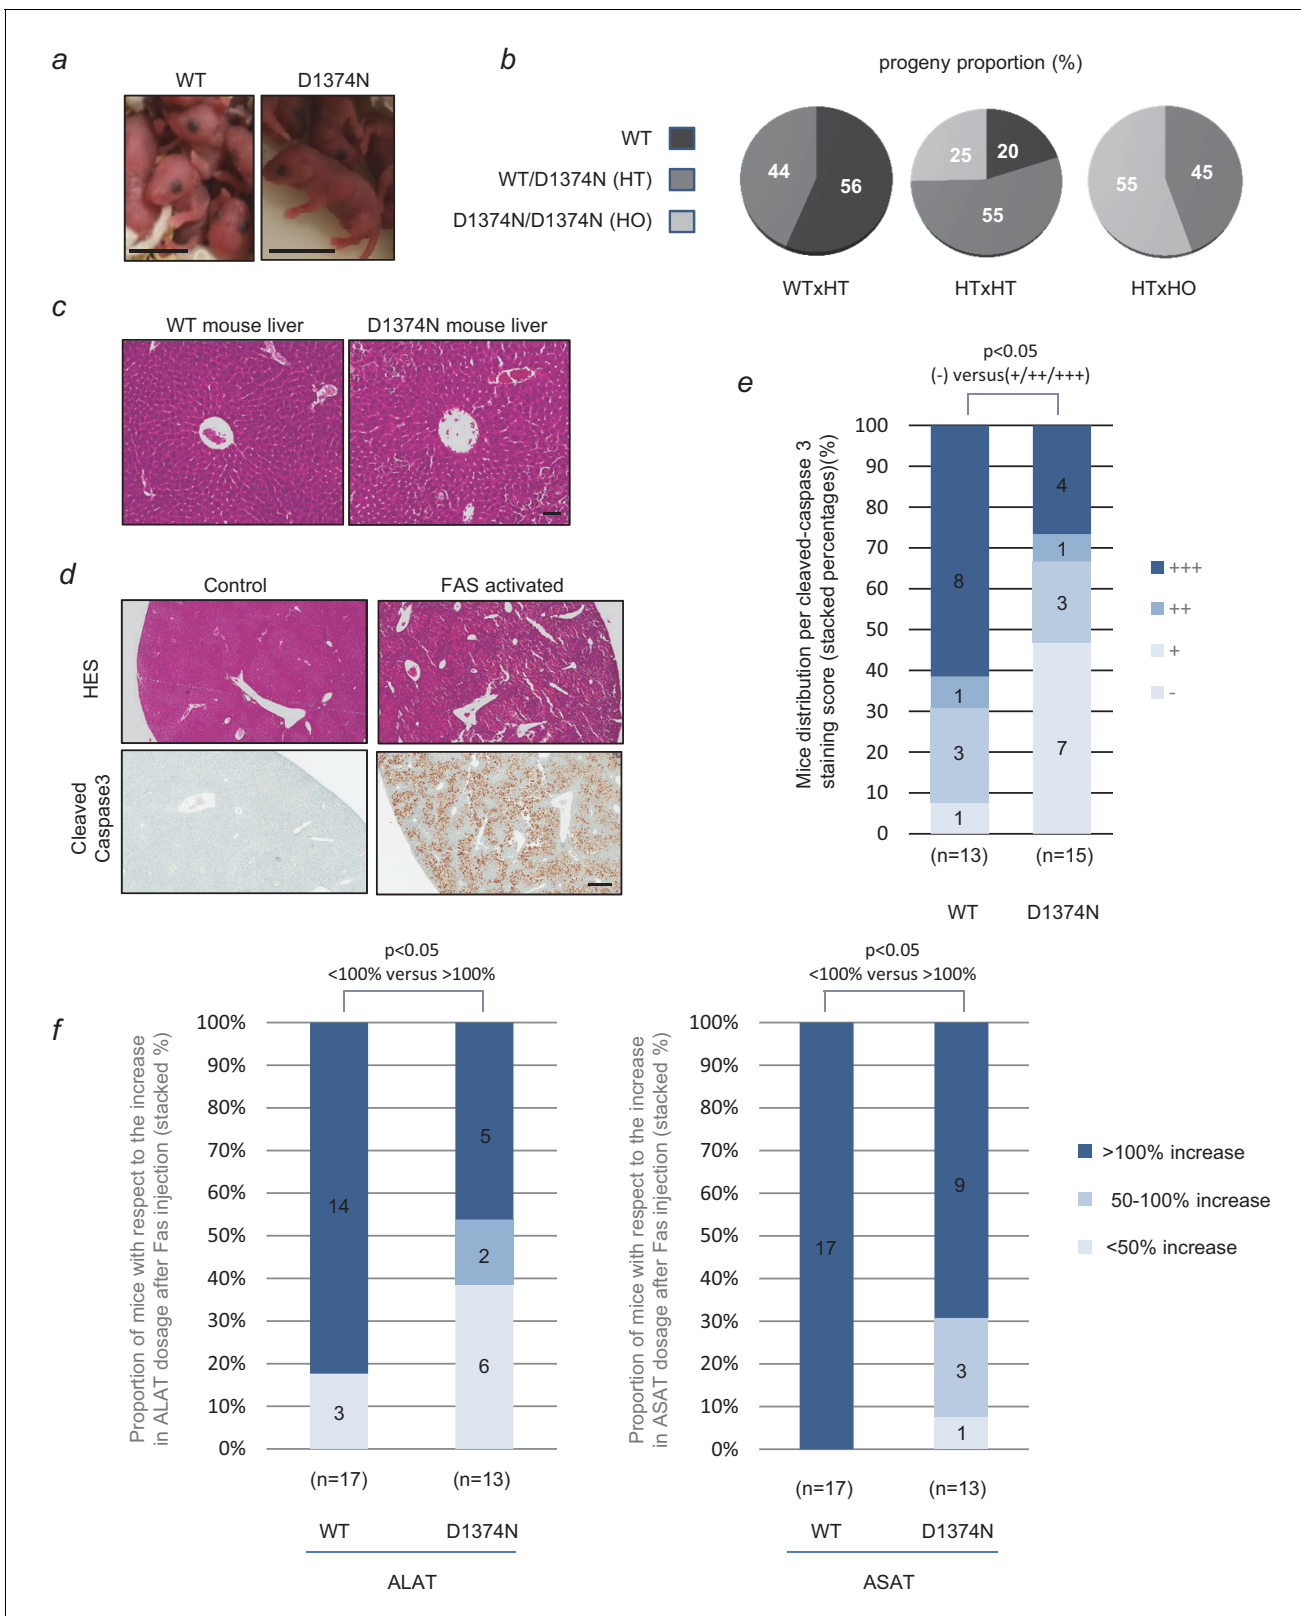 a
WT
D1374N
b
progeny proportion (%)
WT
WT/D1374N (HT)
D1374N/D1374N (HO)
44
56
25
20
55
55
45
WTxHT
HTxHT
HTxHO
c
WT mouse liver
D1374N mouse liver
d
Control
FAS activated
HES
Cleaved
Caspase3
e
p<0.05
(-) versus(+/++/+++)
Mice distribution per cleaved-caspase 3
staining score (stacked percentages)(%)
100
90
80
70
60
50
40
30
20
10
0
8
1
3
1
4
1
3
7
+++
++
+
-
(n=13)
(n=15)
WT
D1374N
f
p<0.05
<100% versus >100%
Proportion of mice with respect to the increase
in ALAT dosage after Fas injection (stacked %)
100%
90%
80%
70%
60%
50%
40%
30%
20%
10%
0%
14
3
5
2
6
(n=17)
(n=13)
WT
D1374N
ALAT
p<0.05
<100% versus >100%
Proportion of mice with respect to the increase
in ASAT dosage after Fas injection (stacked %)
100%
90%
80%
70%
60%
50%
40%
30%
20%
10%
0%
17
9
3
1
>100% increase
50-100% increase
<50% increase
(n=17)
(n=13)
WT
D1374N
ASAT